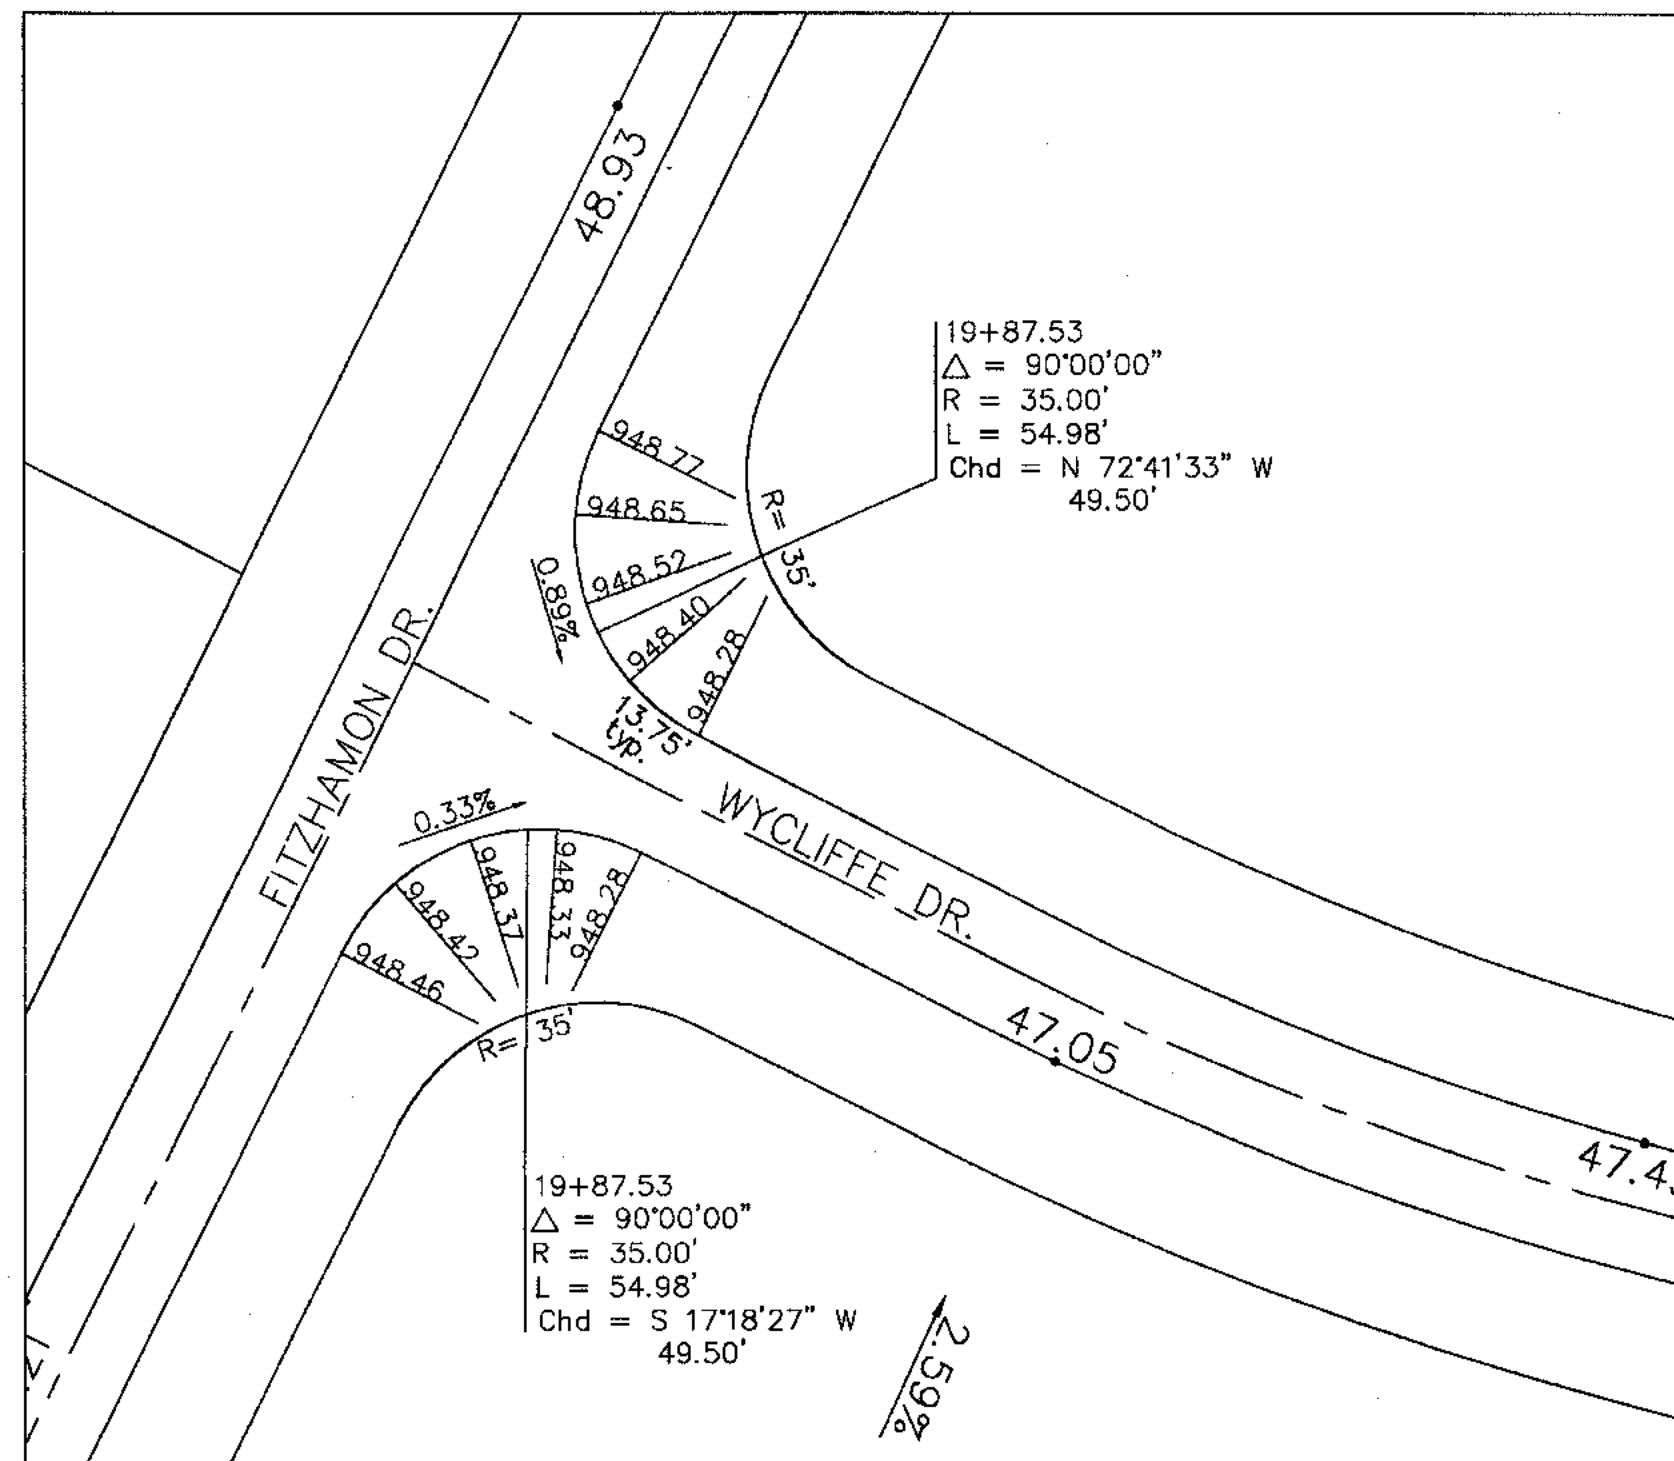 48.93
19+87.53
△ = 90°00'00"
R = 35.00'
L = 54.98'
Chd = N 72°41'33" W
49.50'
948.77
948.65
948.52
948.40
948.28
R= 35'
0.89%
13.75'
typ.
FITZHAMON DR.
WYCLIFFE DR.
0.33%
948.46
948.42
948.37
948.33
948.28
R= 35'
47.05
19+87.53
△ = 90°00'00"
R = 35.00'
L = 54.98'
Chd = S 17°18'27" W
49.50'
2.59%